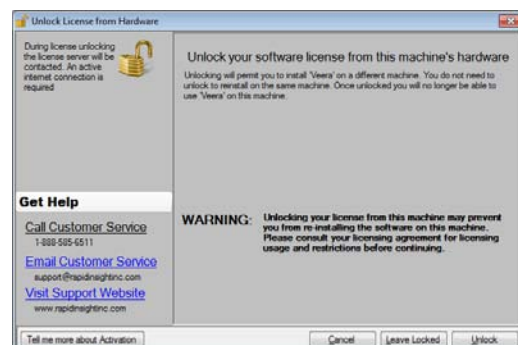 Unlock License from Hardware
During license unlocking
the license server will be
contacted. An active
internet connection is
required
Unlock your software license from this machine's hardware
Unlocking will permit you to install 'Veera' on a different machine. You do not need to
unlock to reinstall on the same machine. Once unlocked you will no longer be able to
use 'Veera' on this machine.
Get Help
Call Customer Service
1-888-585-6511
Email Customer Service
support@rapidinsightinc.com
Visit Support Website
www.rapidinsightinc.com
WARNING: Unlocking your license from this machine may prevent
you from re-installing the software on this machine.
Please consult your licensing agreement for licensing
usage and restrictions before continuing.
Tell me more about Activation
Cancel
Leave Locked
Unlock